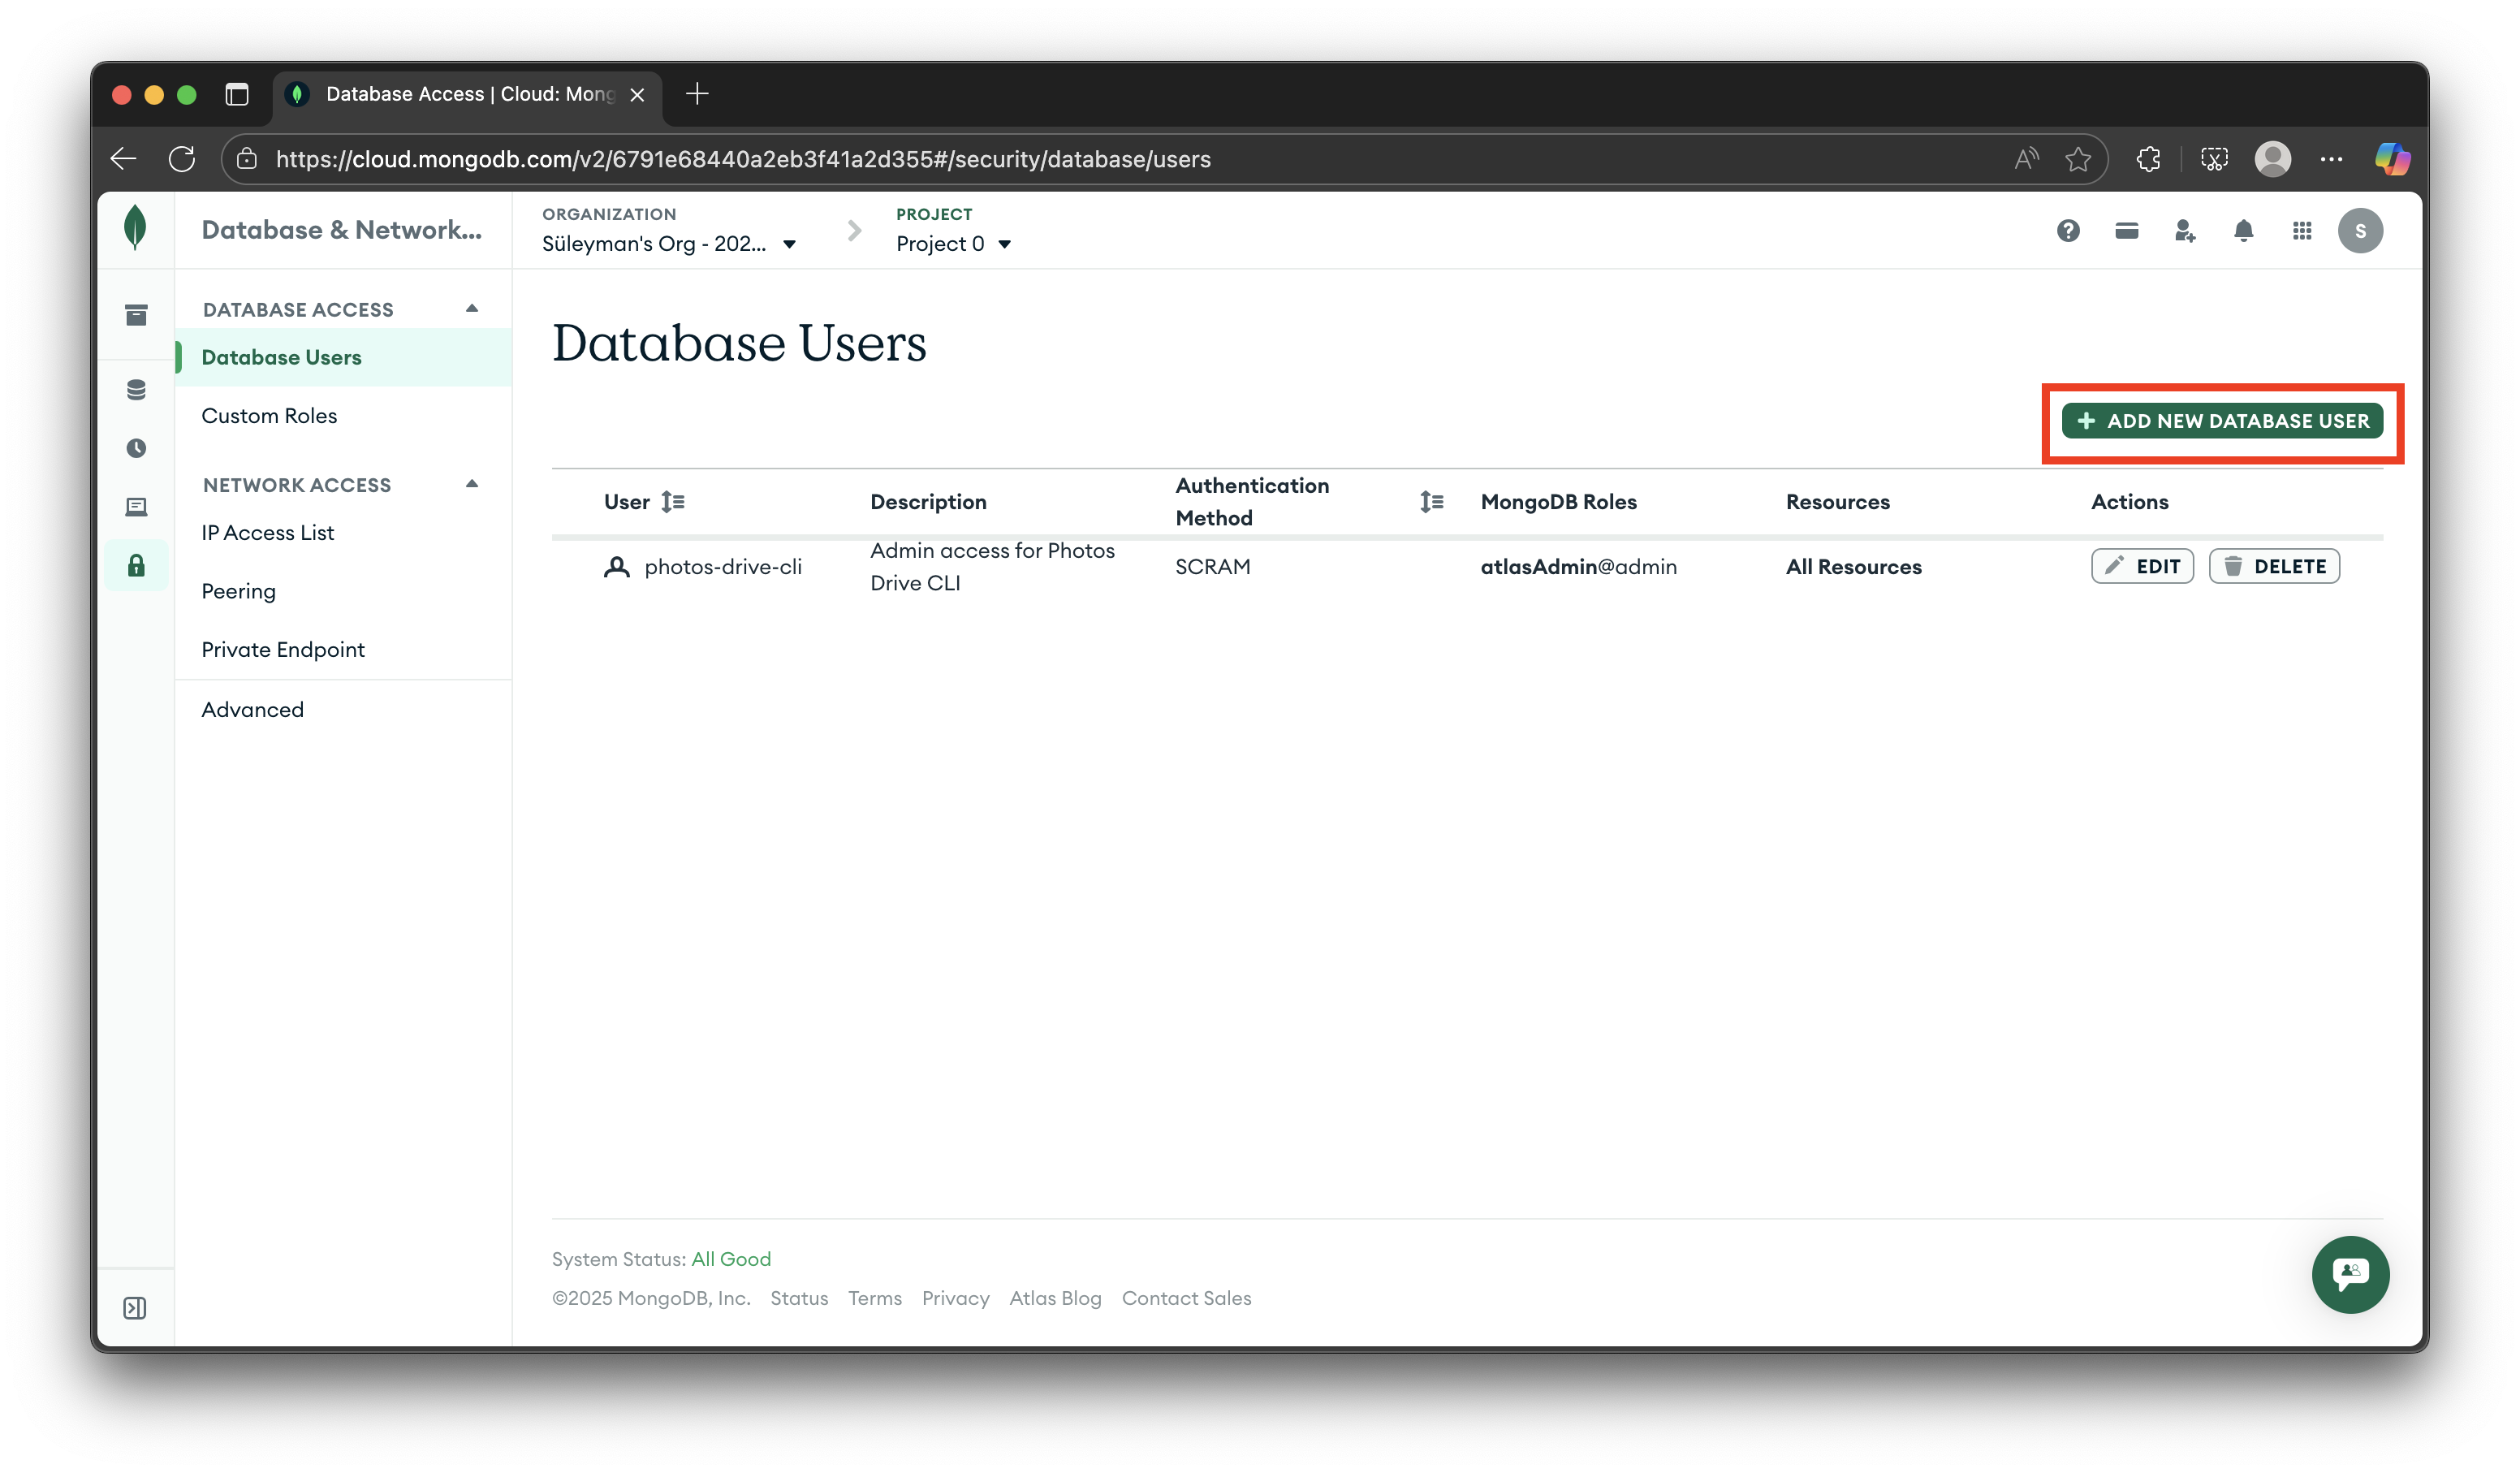 Database Access | Cloud: Mong
https://cloud.mongodb.com/v2/6791e68440a2eb3f41a2d355#/security/database/users
Database & Network...
ORGANIZATION
Süleyman's Org - 202...
PROJECT
Project 0
S
DATABASE ACCESS
Database Users
Custom Roles
NETWORK ACCESS
IP Access List
Peering
Private Endpoint
Advanced
Database Users
+ ADD NEW DATABASE USER
User
Description
Authentication
Method
MongoDB Roles
Resources
Actions
photos-drive-cli
Admin access for Photos
Drive CLI
SCRAM
atlasAdmin@admin
All Resources
EDIT
DELETE
System Status: All Good
©2025 MongoDB, Inc. Status Terms Privacy Atlas Blog Contact Sales